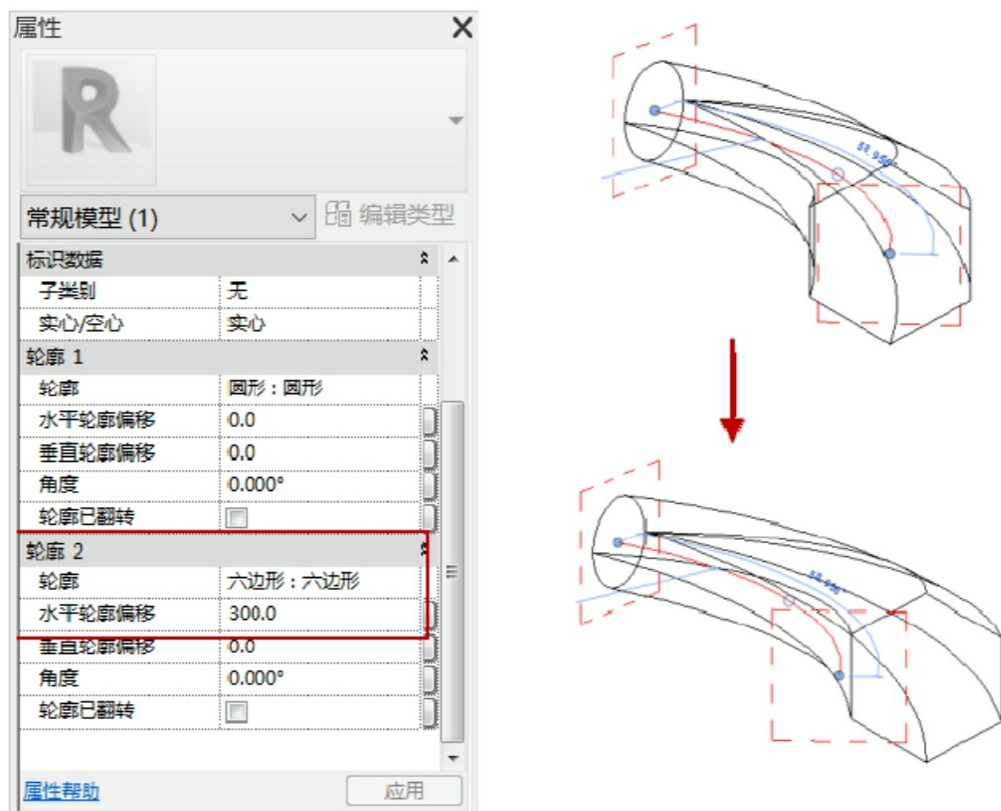 属性
R
常规模型 (1)
编辑类型
标识数据
子类别 无
实心/空心 实心
轮廓 1
轮廓 圆形 : 圆形
水平轮廓偏移 0.0
垂直轮廓偏移 0.0
角度 0.000°
轮廓已翻转
轮廓 2
轮廓 六边形 : 六边形
水平轮廓偏移 300.0
垂直轮廓偏移 0.0
角度 0.000°
轮廓已翻转
属性帮助
应用